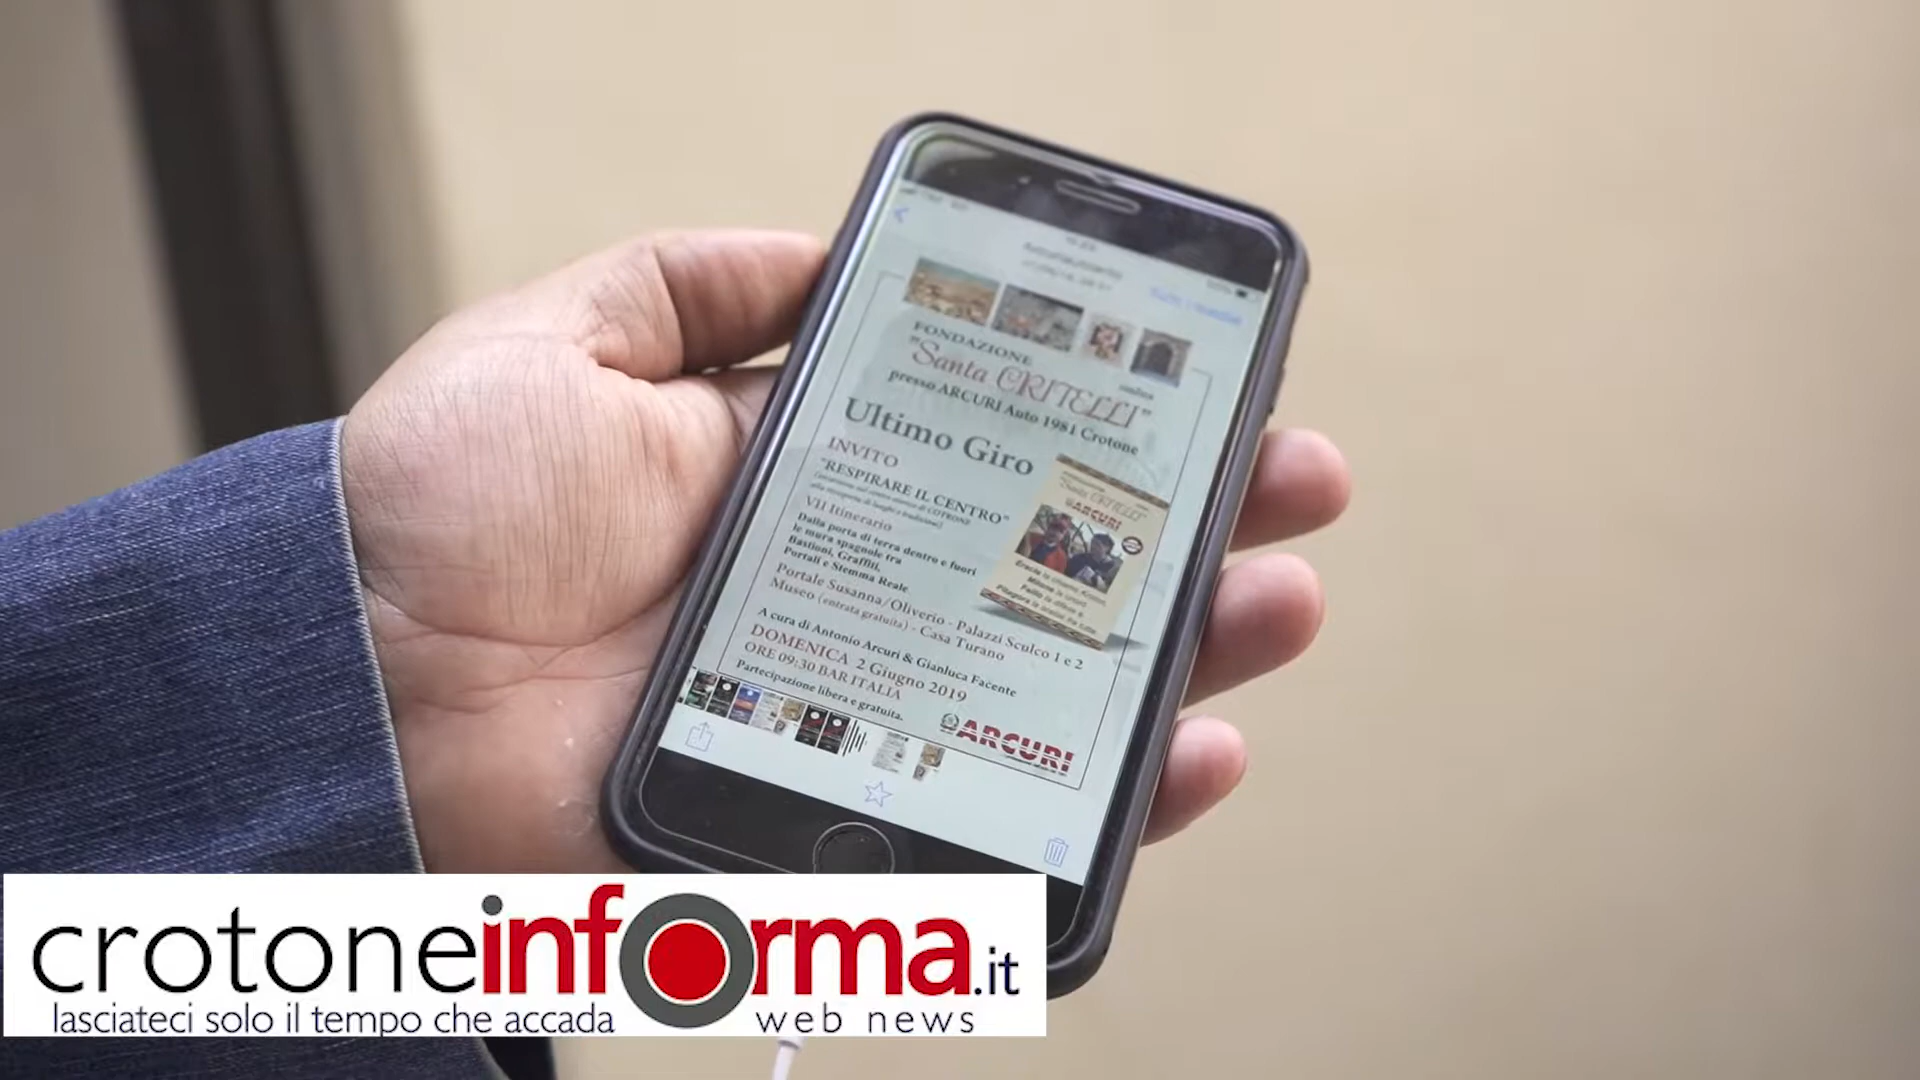 FONDAZIONE
"Santa CRITELLI"
onlus
presso ARCURI Auto 1981 Crotone
Ultimo Giro
INVITO
"RESPIRARE IL CENTRO"
VII Itinerario
Dalla porta di terra dentro e fuori
le mura spagnole tra
Bastioni, Graffiti,
Portali e Stemma Reale
Portale Susanna/Oliverio - Palazzi Sculco 1 e 2
Museo (entrata gratuita) - Casa Turano
A cura di Antonio Arcuri & Gianluca Facente
DOMENICA 2 Giugno 2019
ORE 09:30 BAR ITALIA
Partecipazione libera e gratuita.
ARCURI
Santa CRITELLI
ARCURI
crotoneinforma.it
lasciateci solo il tempo che accada
web news